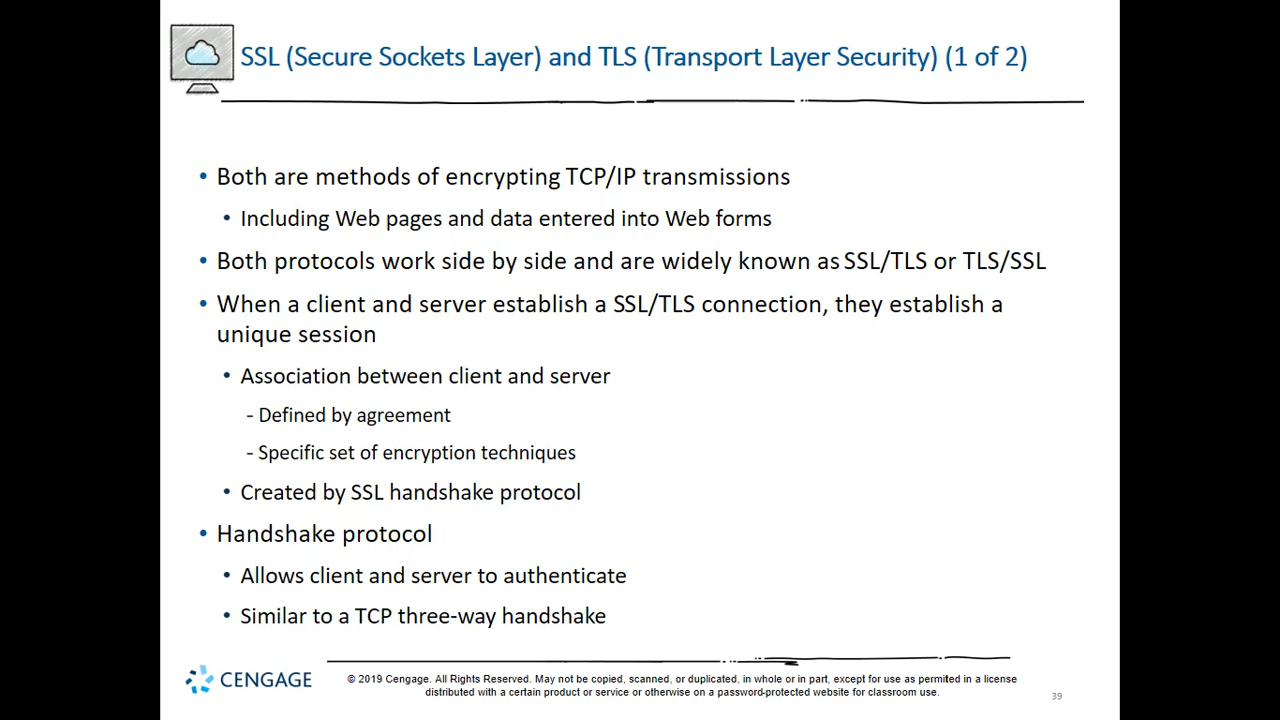 SSL (Secure Sockets Layer) and TLS (Transport Layer Security) (1 of 2)
• Both are methods of encrypting TCP/IP transmissions
• Including Web pages and data entered into Web forms
• Both protocols work side by side and are widely known as SSL/TLS or TLS/SSL
• When a client and server establish a SSL/TLS connection, they establish a
unique session
• Association between client and server
- Defined by agreement
- Specific set of encryption techniques
• Created by SSL handshake protocol
• Handshake protocol
• Allows client and server to authenticate
• Similar to a TCP three-way handshake
CENGAGE
© 2019 Cengage. All Rights Reserved. May not be copied, scanned, or duplicated, in whole or in part, except for use as permitted in a license
distributed with a certain product or service or otherwise on a password-protected website for classroom use.
39